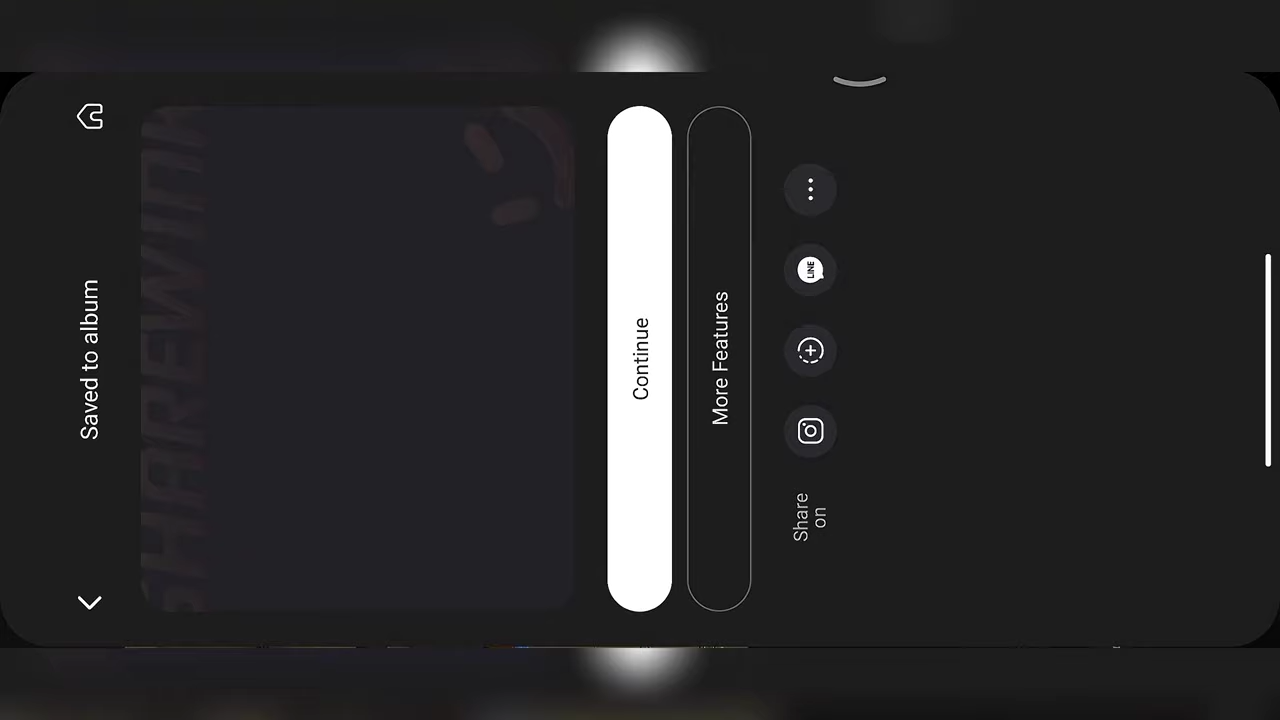 Saved to album
Continue
More Features
Share
on
LINE